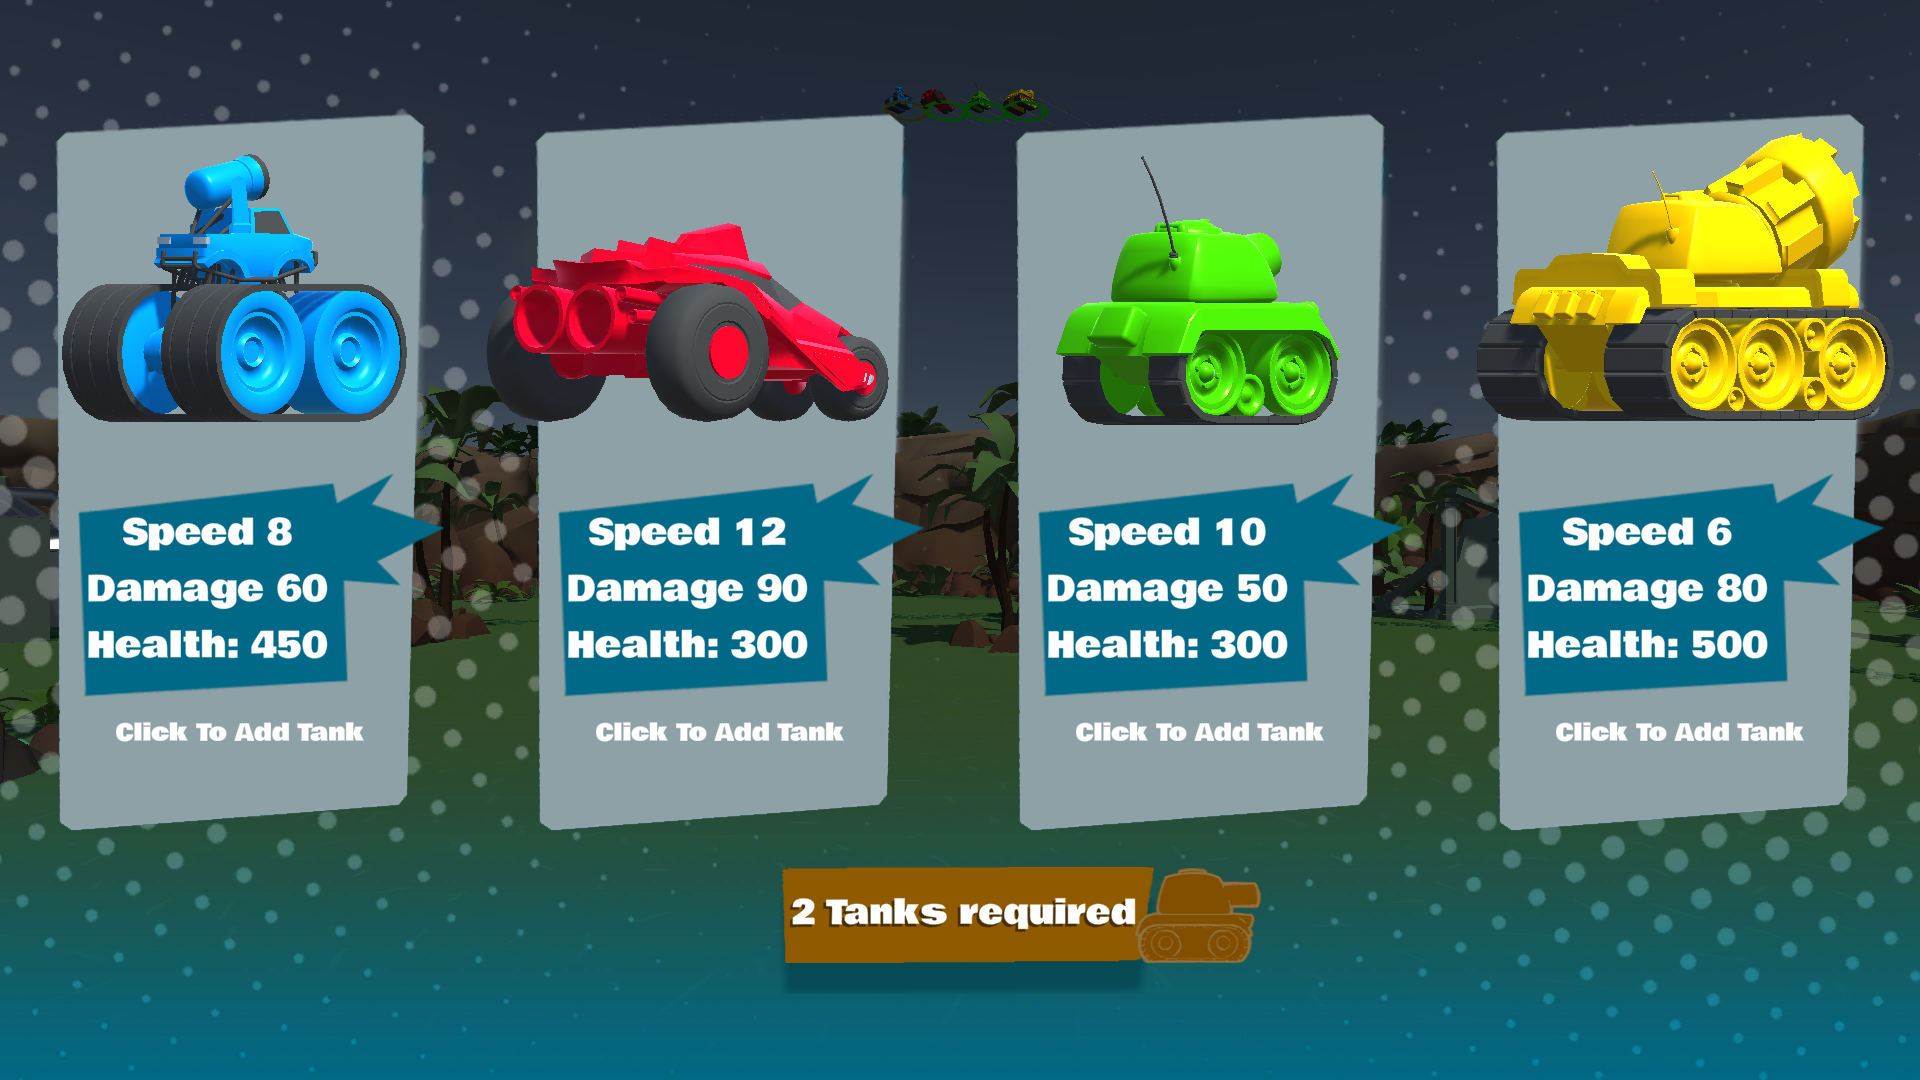 Speed 8
Damage 60
Health: 450
Click To Add Tank
Speed 12
Damage 90
Health: 300
Click To Add Tank
Speed 10
Damage 50
Health: 300
Click To Add Tank
Speed 6
Damage 80
Health: 500
Click To Add Tank
2 Tanks required